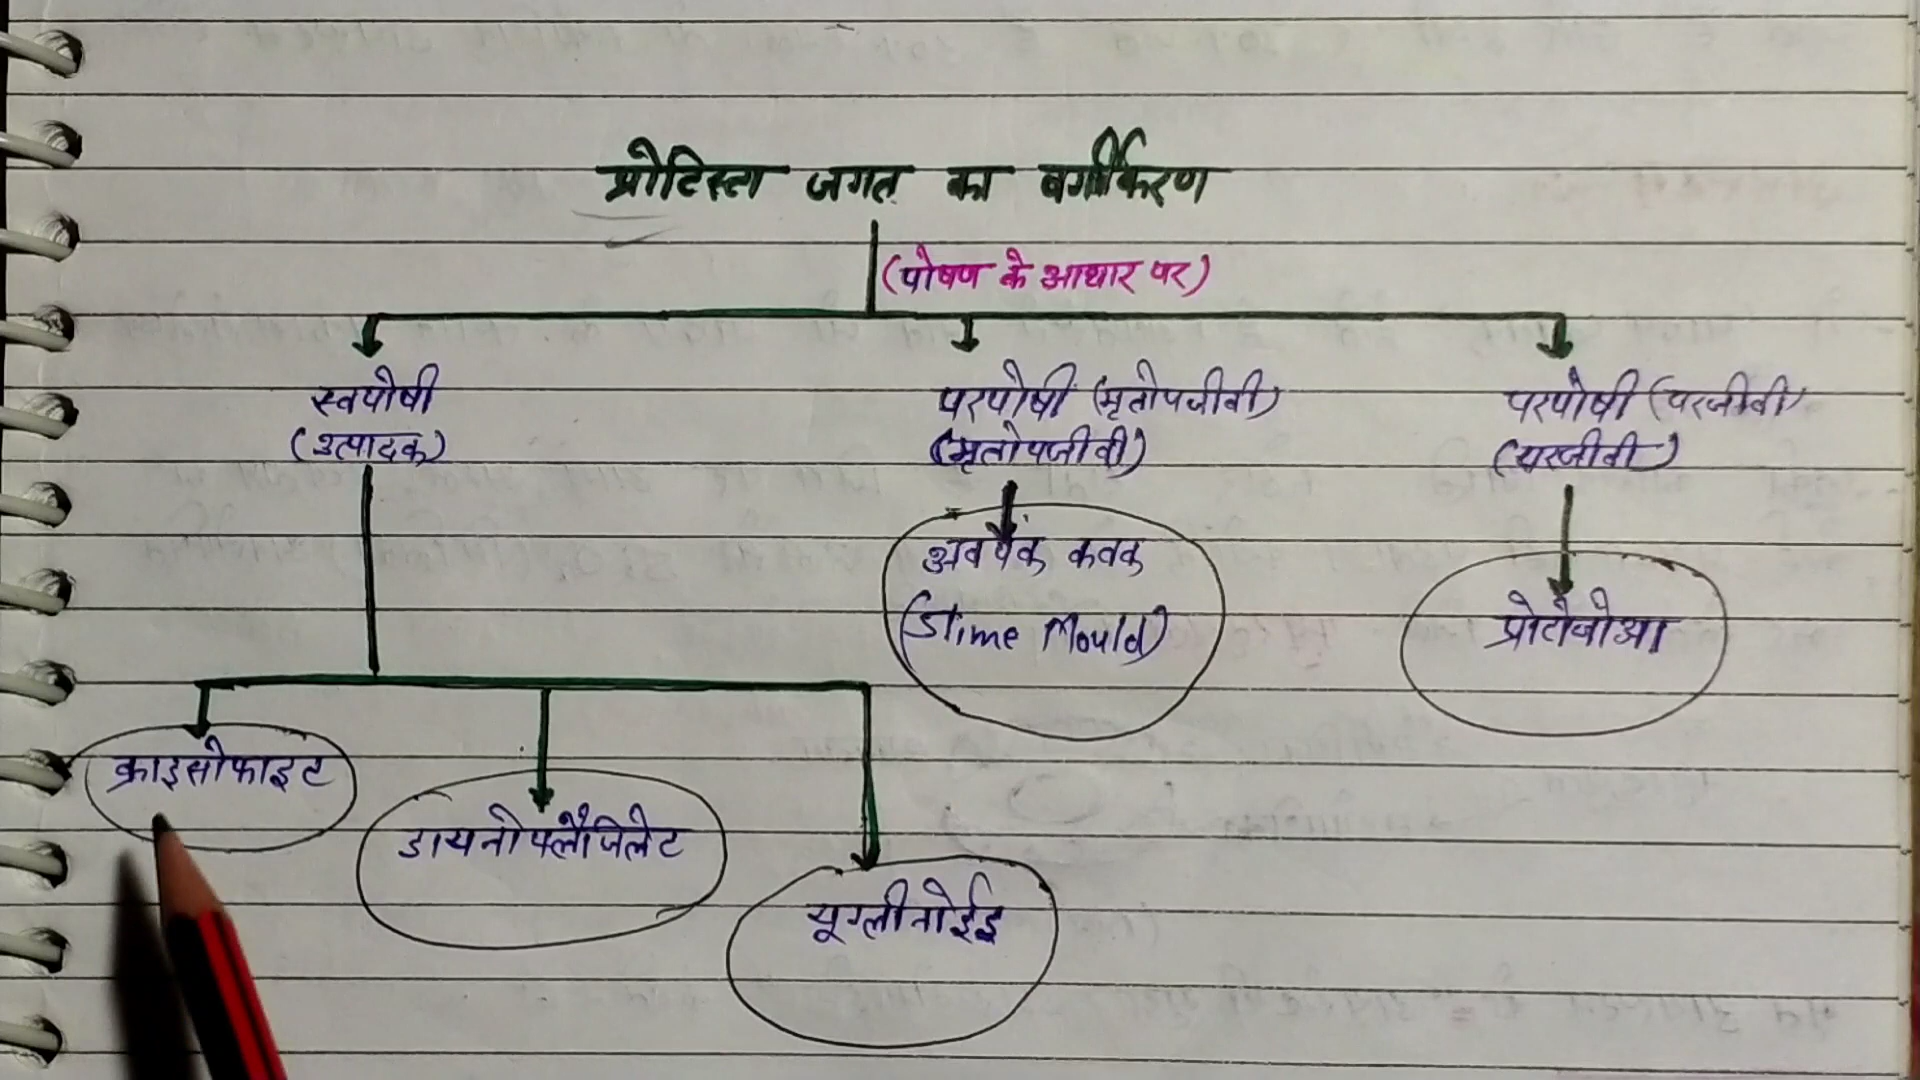 प्रोटिस्टा जगत का वर्गीकरण
(पोषण के आधार पर)
स्वपोषी
(उत्पादक)
परपोषी (मृतोपजीवी)
(मृतोपजीवी)
परपोषी (परजीवी)
(परजीवी)
अवपंक कवक
(Slime Mould)
प्रोटोजोआ
क्राइसोफाइट
डायनोफ्लैजिलेट
यूग्लीनोईड